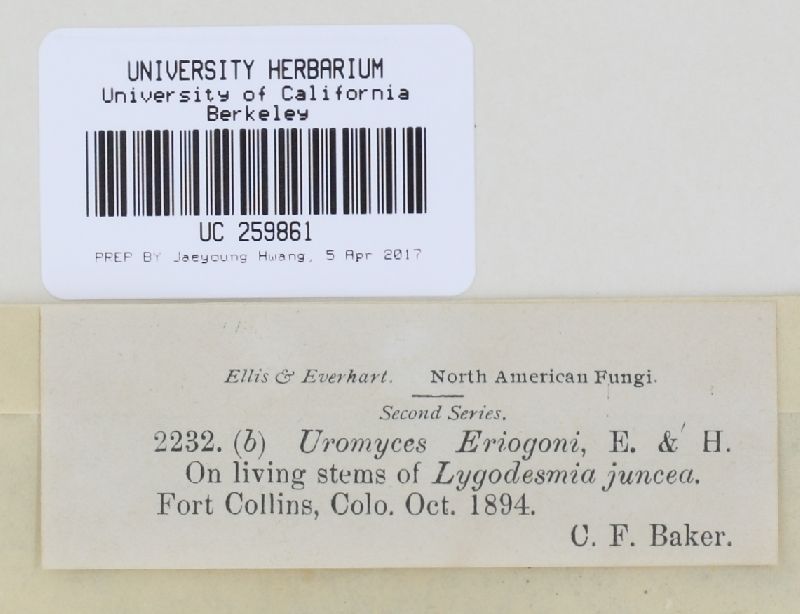 UNIVERSITY HERBARIUM
University of California
Berkeley
UC 259861
PREP BY Jaeyoung Hwang, 5 Apr 2017
Ellis & Everhart. North American Fungi.
Second Series.
2232. (b) Uromyces Eriogoni, E. & H.
On living stems of Lygodesmia juncea.
Fort Collins, Colo. Oct. 1894.
C. F. Baker.